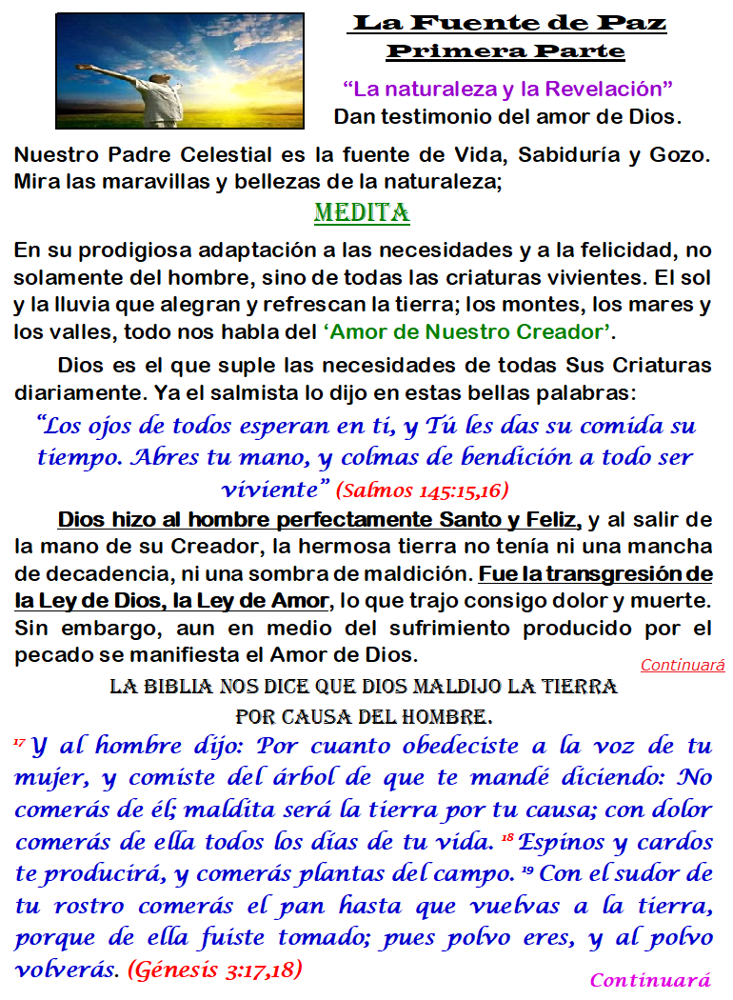 La Fuente de Paz
Primera Parte
“La naturaleza y la Revelación”
Dan testimonio del amor de Dios.
Nuestro Padre Celestial es la fuente de Vida, Sabiduría y Gozo.
Mira las maravillas y bellezas de la naturaleza;
MEDITA
En su prodigiosa adaptación a las necesidades y a la felicidad, no
solamente del hombre, sino de todas las criaturas vivientes. El sol
y la lluvia que alegran y refrescan la tierra; los montes, los mares y
los valles, todo nos habla del ‘Amor de Nuestro Creador’.
Dios es el que suple las necesidades de todas Sus Criaturas
diariamente. Ya el salmista lo dijo en estas bellas palabras:
“Los ojos de todos esperan en ti, y Tú les das su comida su
tiempo. Abres tu mano, y colmas de bendición a todo ser
viviente” (Salmos 145:15,16)
Dios hizo al hombre perfectamente Santo y Feliz, y al salir de
la mano de su Creador, la hermosa tierra no tenía ni una mancha
de decadencia, ni una sombra de maldición. Fue la transgresión de
la Ley de Dios, la Ley de Amor, lo que trajo consigo dolor y muerte.
Sin embargo, aun en medio del sufrimiento producido por el
pecado se manifiesta el Amor de Dios.
Continuará
LA BIBLIA NOS DICE QUE DIOS MALDIJO LA TIERRA
POR CAUSA DEL HOMBRE.
17 Y al hombre dijo: Por cuanto obedeciste a la voz de tu
mujer, y comiste del árbol de que te mandé diciendo: No
comerás de él; maldita será la tierra por tu causa; con dolor
comerás de ella todos los días de tu vida. 18 Espinos y cardos
te producirá, y comerás plantas del campo. 19 Con el sudor de
tu rostro comerás el pan hasta que vuelvas a la tierra,
porque de ella fuiste tomado; pues polvo eres, y al polvo
volverás. (Génesis 3:17,18)
Continuará